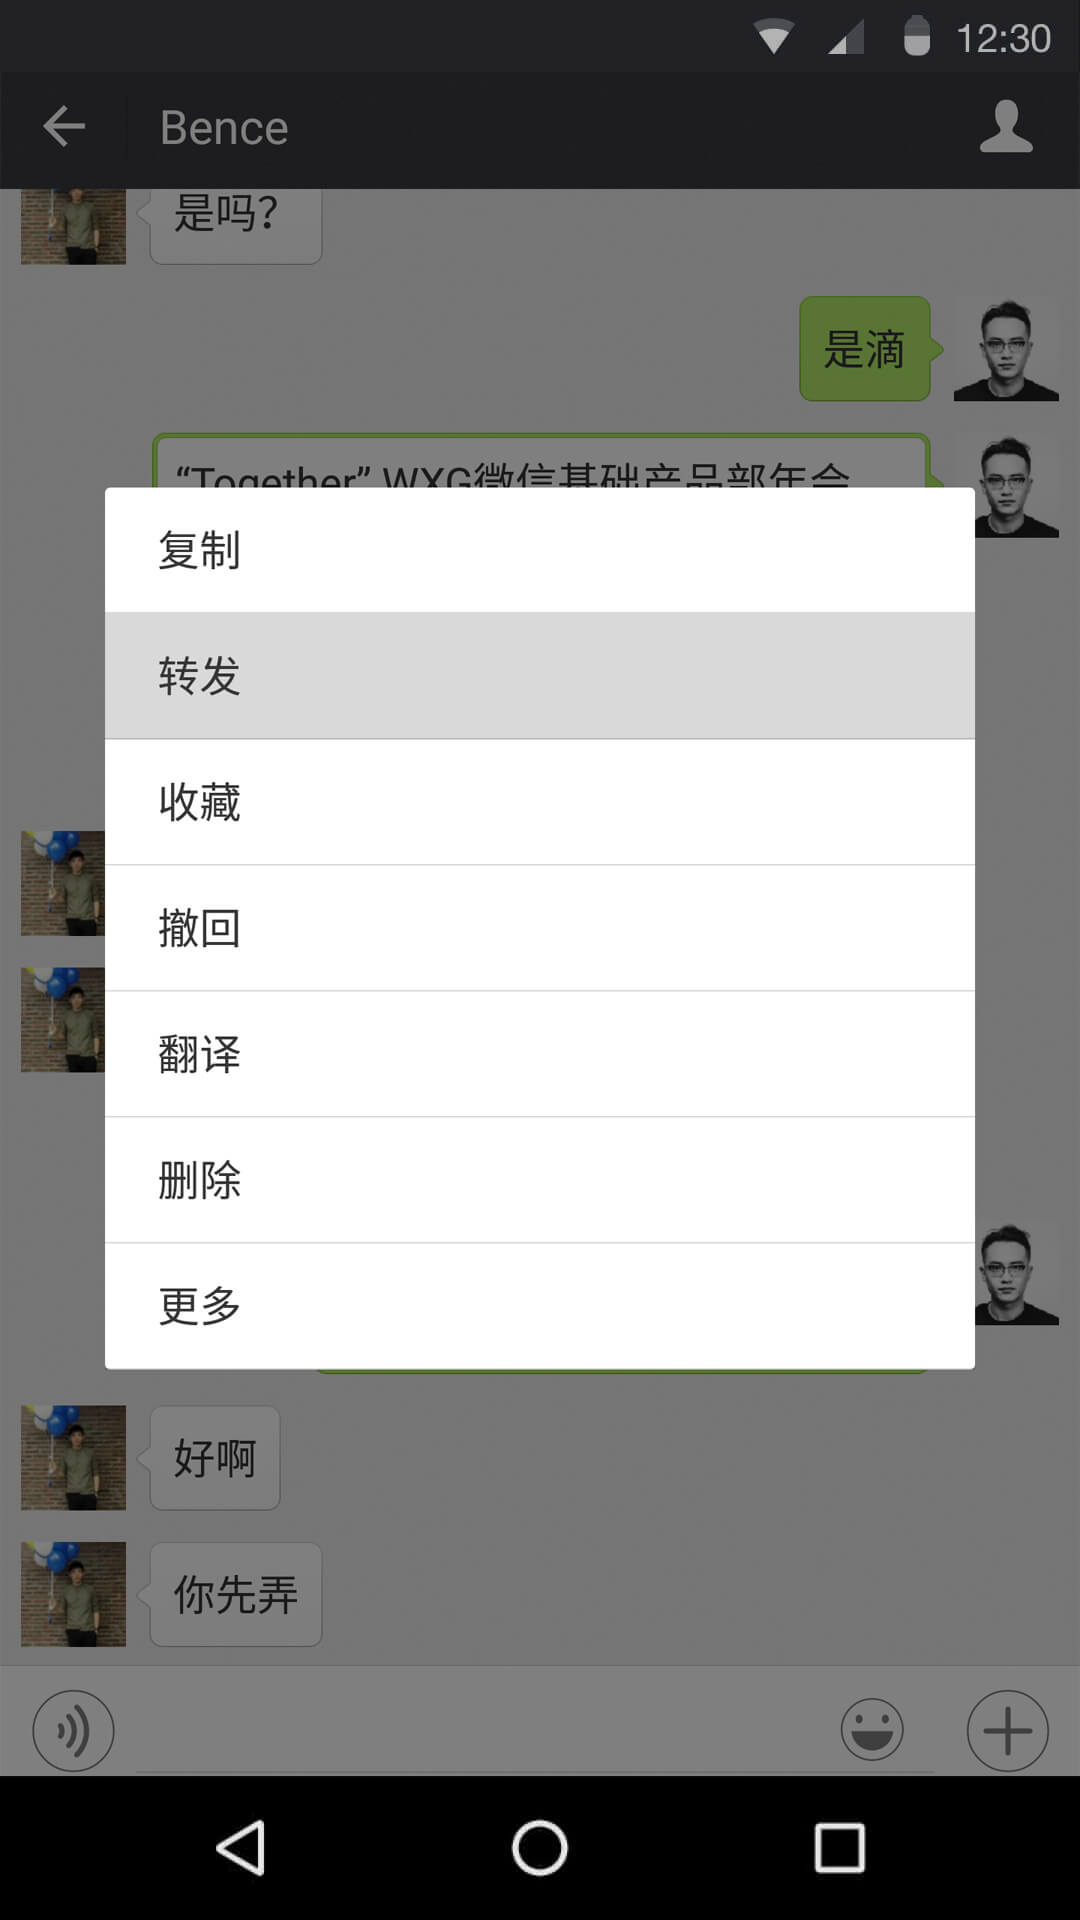 12:30
Bence
是吗?
是滴
“Together” WXG微信基础产品部年会
复制
转发
收藏
撤回
翻译
删除
更多
好啊
你先弄